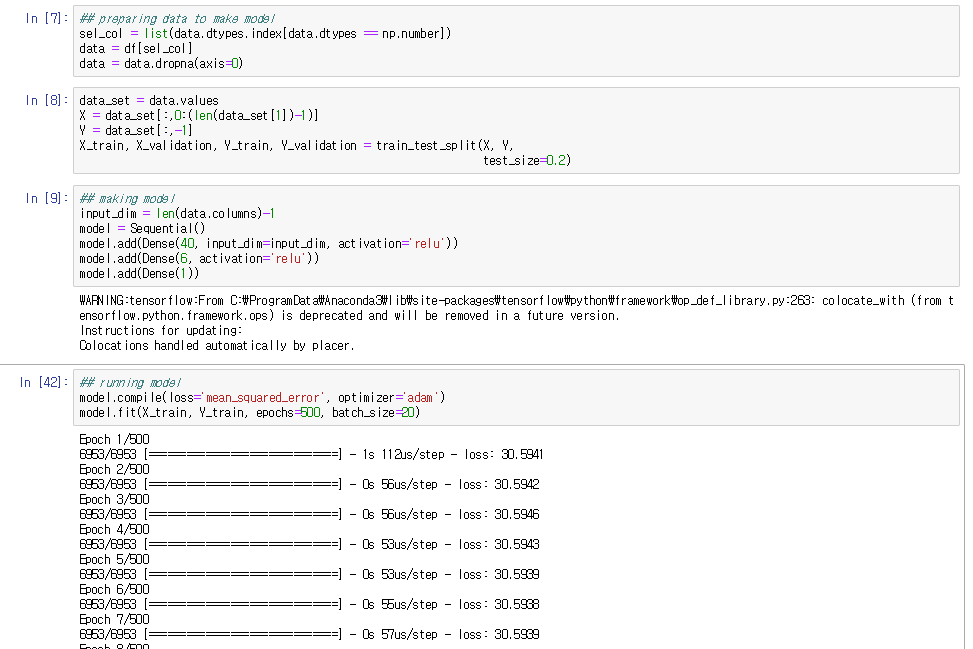 In [7]:
## preparing data to make model
sel_col = list(data.dtypes.index[data.dtypes == np.number])
data = df[sel_col]
data = data.dropna(axis=0)
In [8]:
data_set = data.values
X = data_set[:,0:(len(data_set[1])-1)]
Y = data_set[:,-1]
X_train, X_validation, Y_train, Y_validation = train_test_split(X, Y,
test_size=0.2)
In [9]:
## making model
input_dim = len(data.columns)-1
model = Sequential()
model.add(Dense(40, input_dim=input_dim, activation='relu'))
model.add(Dense(6, activation='relu'))
model.add(Dense(1))
WARNING:tensorflow:From C:₩ProgramData₩Anaconda3₩lib₩site-packages₩tensorflow₩python₩framework₩op_def_library.py:263: colocate_with (from t
ensorflow.python.framework.ops) is deprecated and will be removed in a future version.
Instructions for updating:
Colocations handled automatically by placer.
In [42]:
## running model
model.compile(loss='mean_squared_error', optimizer='adam')
model.fit(X_train, Y_train, epochs=500, batch_size=20)
Epoch 1/500
6953/6953 [==============================] - 1s 112us/step - loss: 30.5941
Epoch 2/500
6953/6953 [==============================] - 0s 56us/step - loss: 30.5942
Epoch 3/500
6953/6953 [==============================] - 0s 56us/step - loss: 30.5946
Epoch 4/500
6953/6953 [==============================] - 0s 53us/step - loss: 30.5943
Epoch 5/500
6953/6953 [==============================] - 0s 53us/step - loss: 30.5939
Epoch 6/500
6953/6953 [==============================] - 0s 55us/step - loss: 30.5938
Epoch 7/500
6953/6953 [==============================] - 0s 57us/step - loss: 30.5939
Epoch 8/500